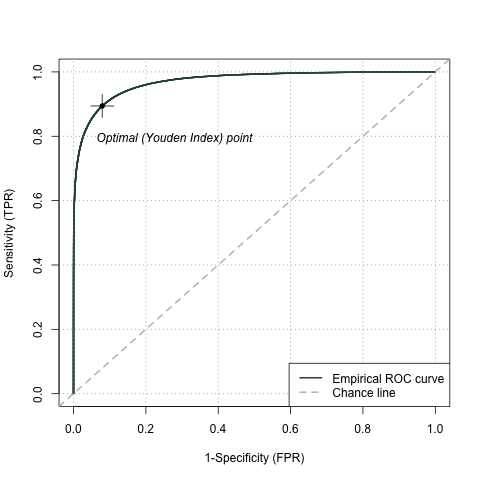 1.0
0.8
0.6
0.4
0.2
0.0
Sensitivity (TPR)
Optimal (Youden Index) point
Empirical ROC curve
Chance line
0.0 0.2 0.4 0.6 0.8 1.0
1-Specificity (FPR)